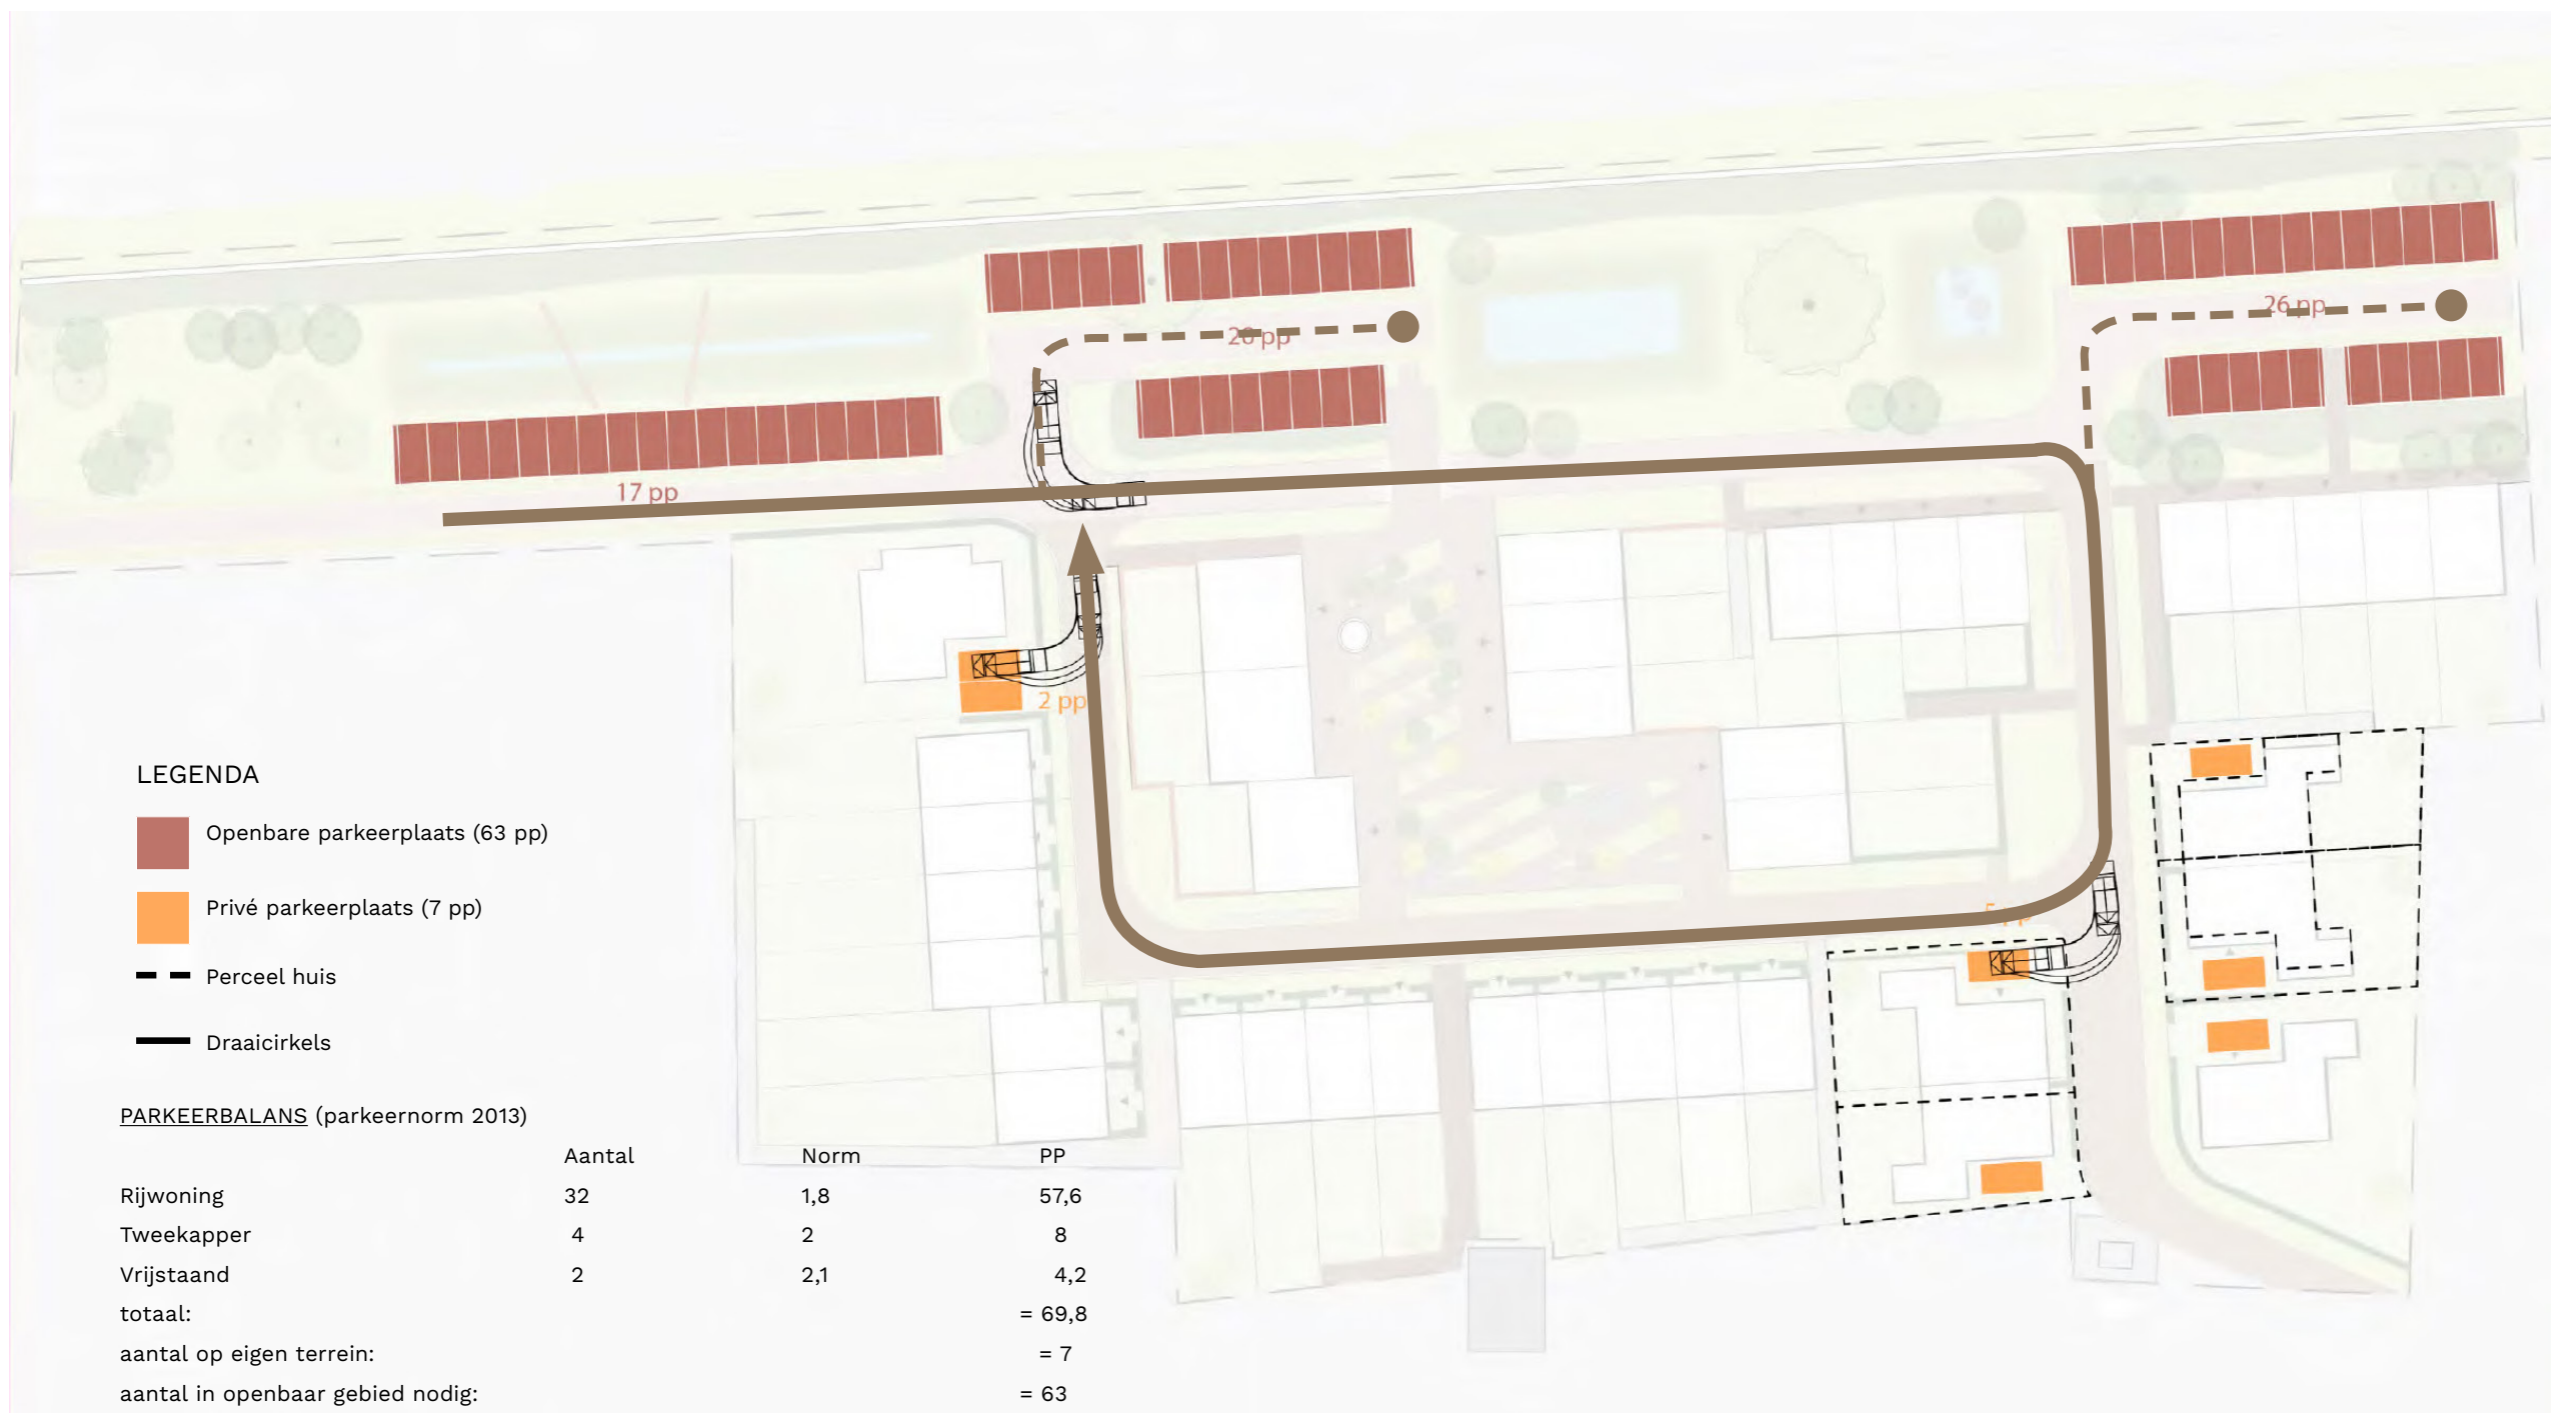 26 pp
20 pp
17 pp
2 pp
5 pp
LEGENDA
Openbare parkeerplaats (63 pp)
Privé parkeerplaats (7 pp)
Perceel huis
Draaicirkels
PARKEERBALANS (parkeernorm 2013)
Aantal Norm PP
Rijwoning 32 1,8 57,6
Tweekapper 4 2 8
Vrijstaand 2 2,1 4,2
totaal: = 69,8
aantal op eigen terrein: = 7
aantal in openbaar gebied nodig: = 63